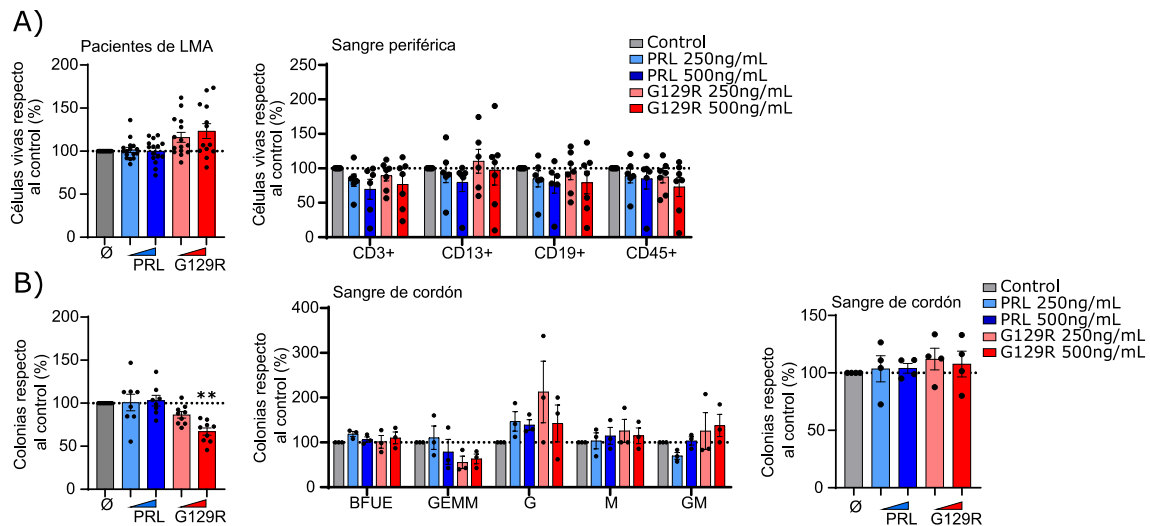 A)
Pacientes de LMA
Células vivas respecto
al control (%)
200
150
100
50
0
Ø
PRL
G129R
Sangre periférica
Células vivas respecto
al control (%)
250
200
150
100
50
0
CD3+
CD13+
CD19+
CD45+
Control
PRL 250ng/mL
PRL 500ng/mL
G129R 250ng/mL
G129R 500ng/mL
B)
Colonias respecto
al control (%)
200
150
100
50
0
**
Ø
PRL
G129R
Sangre de cordón
Colonias respecto
al control (%)
400
300
200
100
0
BFUE
GEMM
G
M
GM
Sangre de cordón
Colonias respecto
al control (%)
150
100
50
0
Ø
PRL
G129R
Control
PRL 250ng/mL
PRL 500ng/mL
G129R 250ng/mL
G129R 500ng/mL